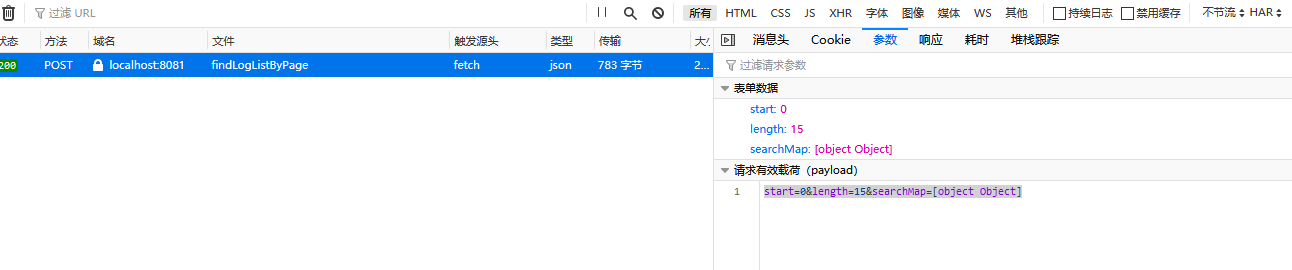 过滤 URL
所有 HTML CSS JS XHR 字体 图像 媒体 WS 其他 持续日志 禁用缓存 不节流 HAR
状态 方法 域名 文件 触发源头 类型 传输 大小
消息头 Cookie 参数 响应 耗时 堆栈跟踪
200 POST localhost:8081 findLogListByPage fetch json 783 字节 2...
过滤请求参数
表单数据
start: 0
length: 15
searchMap: [object Object]
请求有效载荷（payload）
1 start=0&length=15&searchMap=[object Object]